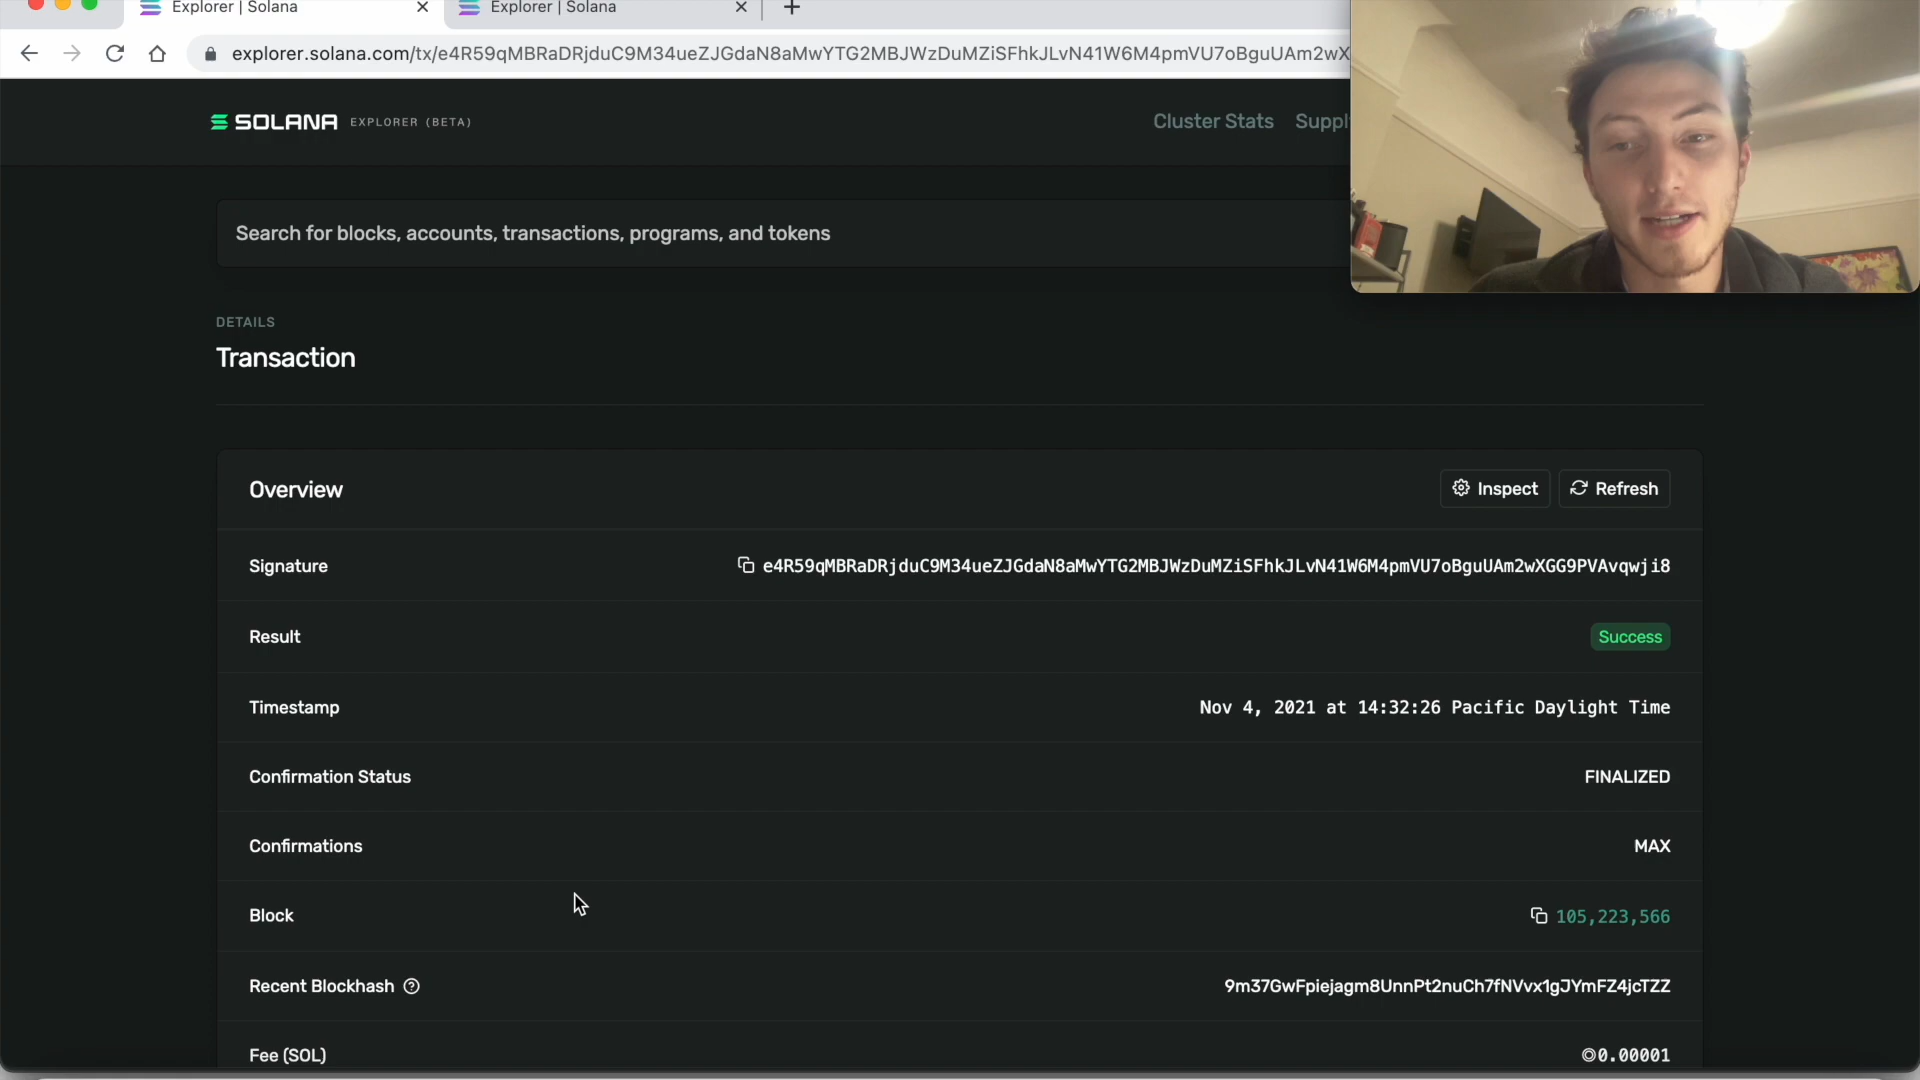 Explorer | Solana
Explorer | Solana
explorer.solana.com/tx/e4R59qMBRaDRjduC9M34ueZJGdaN8aMwYTG2MBJWzDuMZiSFhkJLvN41W6M4pmVU7oBguUAm2wX
SOLANA EXPLORER (BETA)
Cluster Stats
Search for blocks, accounts, transactions, programs, and tokens
DETAILS
Transaction
Overview
Inspect
Refresh
Signature
e4R59qMBRaDRjduC9M34ueZJGdaN8aMwYTG2MBJWzDuMZiSFhkJLvN41W6M4pmVU7oBguUAm2wXGG9PVAvqwji8
Result
Success
Timestamp
Nov 4, 2021 at 14:32:26 Pacific Daylight Time
Confirmation Status
FINALIZED
Confirmations
MAX
Block
105,223,566
Recent Blockhash
9m37GwFpiejagm8UnnPt2nuCh7fNVvx1gJYmFZ4jcTZZ
Fee (SOL)
◎0.00001